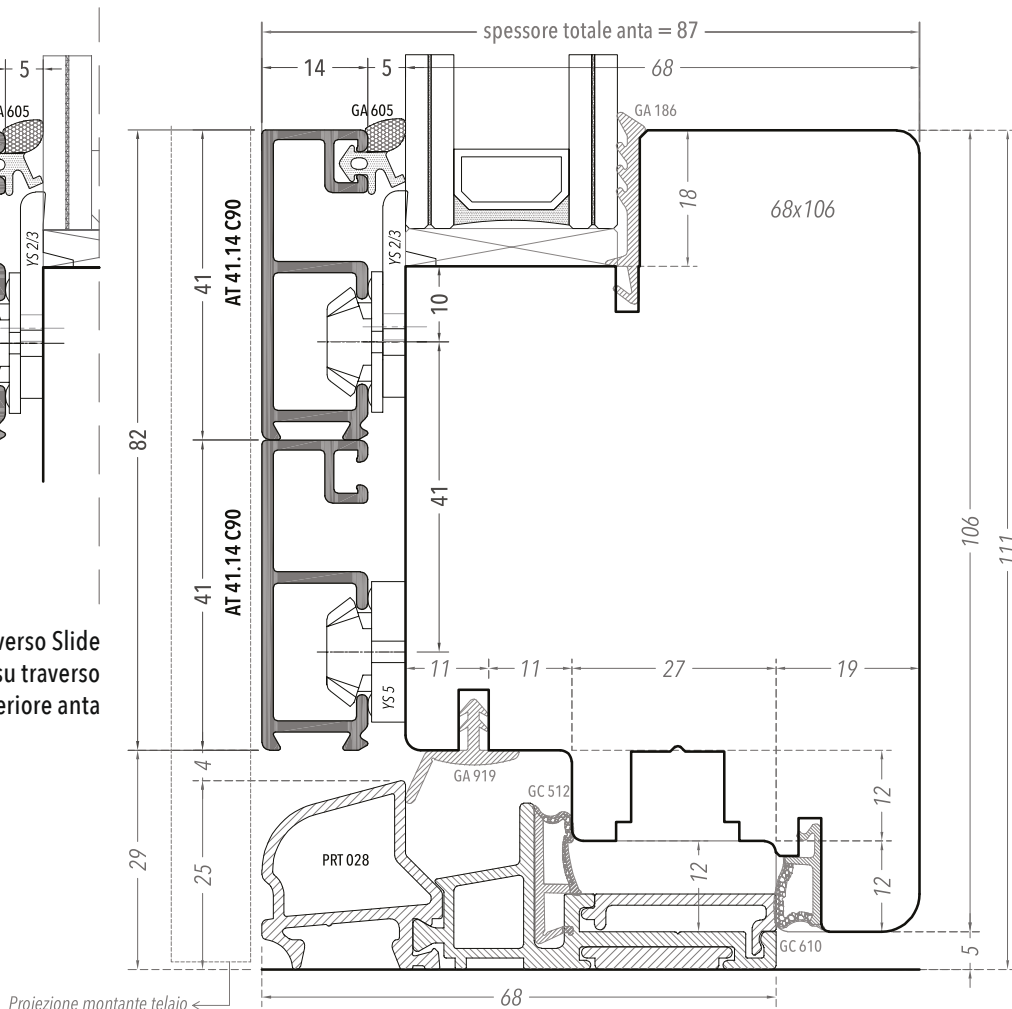 spessore totale anta = 87
5
14
5
68
GA 605
GA 605
GA 186
YS 2/3
AT 41.14 C90
41
YS 2/3
18
68x106
10
82
41
106
111
AT 41.14 C90
41
YS 5
verso Slide
su traverso
eriore anta
11
11
27
19
4
GA 919
GC 512
12
29
25
PRT 028
12
12
GC 610
5
68
Proiezione montante telaio